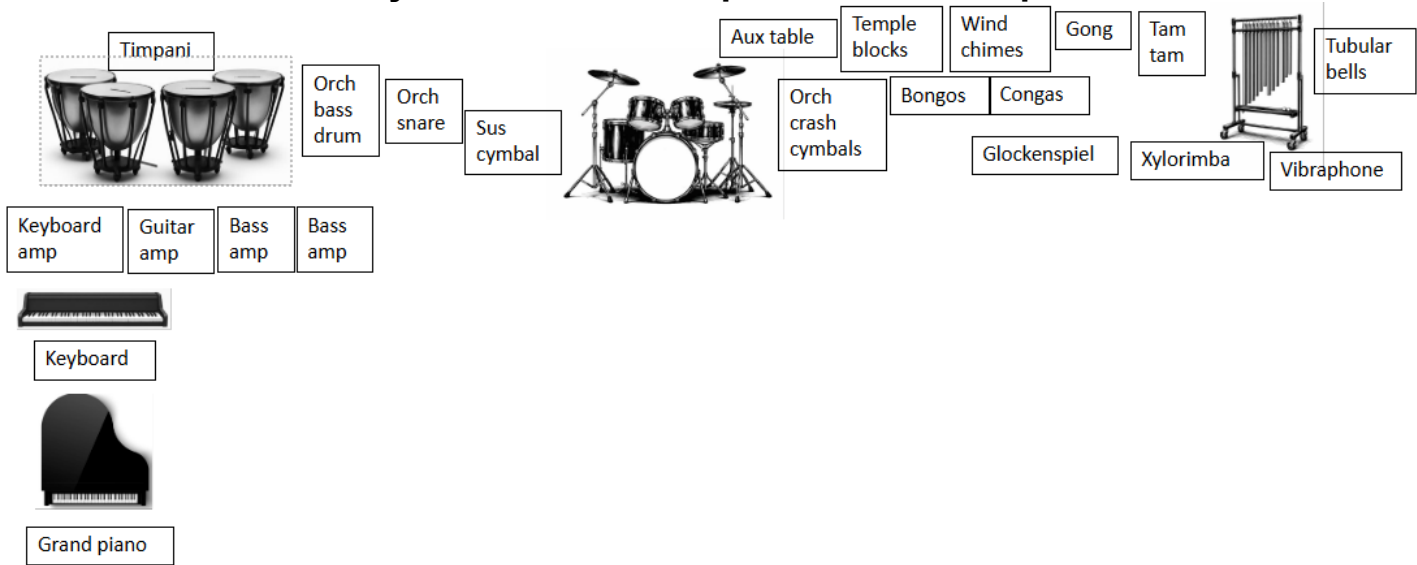 Timpani
Orch
bass
drum
Orch
snare
Sus
cymbal
Aux table
Temple
blocks
Wind
chimes
Gong
Tam
tam
Tubular
bells
Orch
crash
cymbals
Bongos
Congas
Glockenspiel
Xylorimba
Vibraphone
Keyboard
amp
Guitar
amp
Bass
amp
Bass
amp
Keyboard
Grand piano